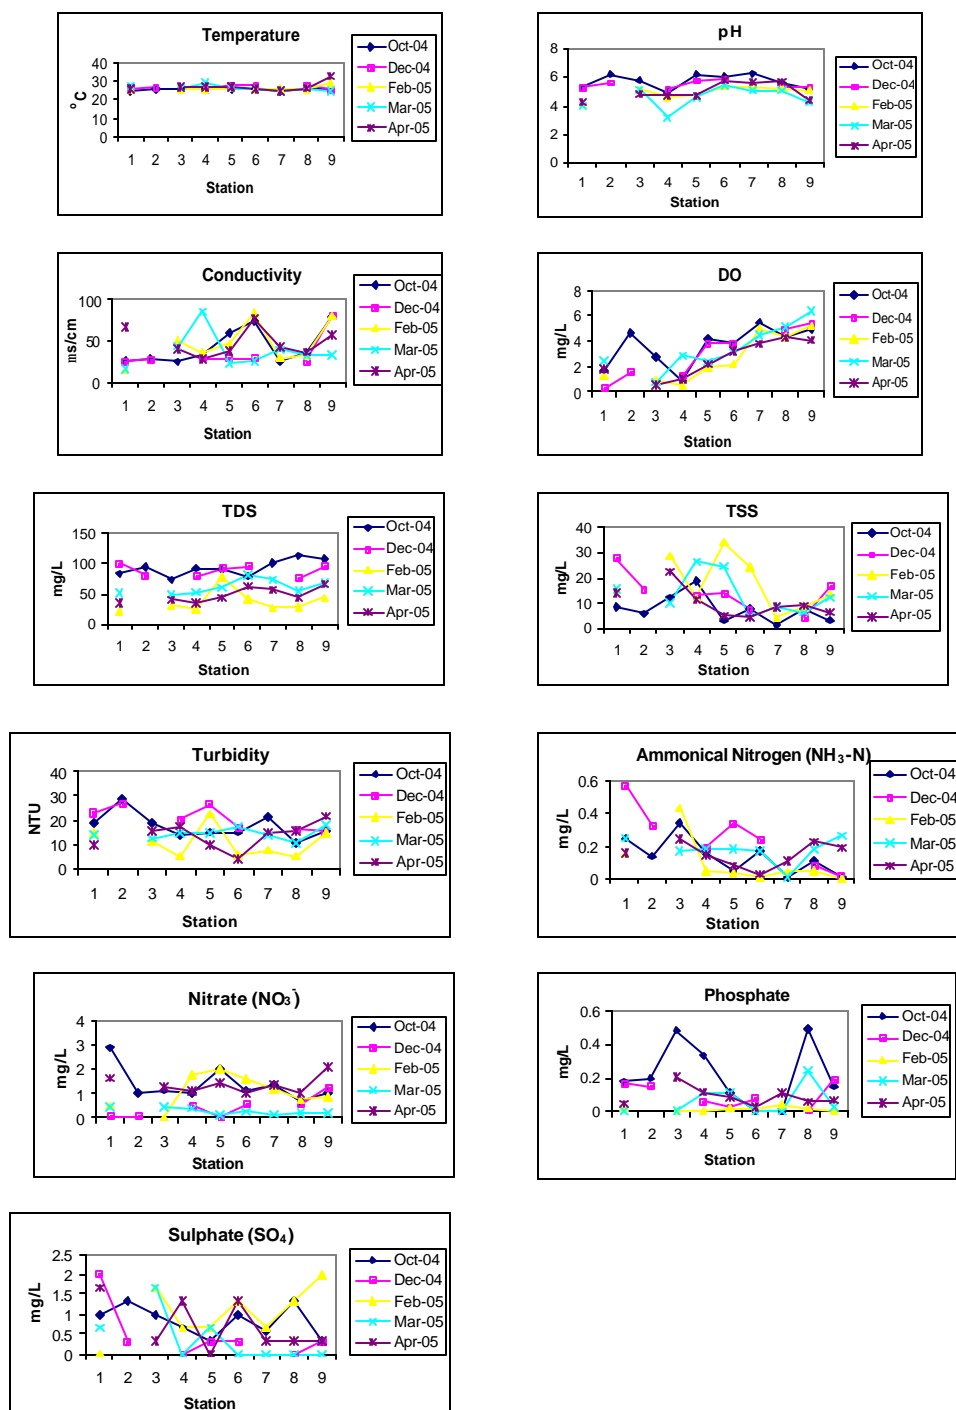 Temperature
40
30
20
10
0
°C
1 2 3 4 5 6 7 8 9
Station
Oct-04
Dec-04
Feb-05
Mar-05
Apr-05
pH
8
6
4
2
0
1 2 3 4 5 6 7 8 9
Station
Oct-04
Dec-04
Feb-05
Mar-05
Apr-05
Conductivity
100
50
0
ms/cm
1 2 3 4 5 6 7 8 9
Station
Oct-04
Dec-04
Feb-05
Mar-05
Apr-05
DO
8
6
4
2
0
mg/L
1 2 3 4 5 6 7 8 9
Station
Oct-04
Dec-04
Feb-05
Mar-05
Apr-05
TDS
150
100
50
0
mg/L
1 2 3 4 5 6 7 8 9
Station
Oct-04
Dec-04
Feb-05
Mar-05
Apr-05
TSS
40
30
20
10
0
mg/L
1 2 3 4 5 6 7 8 9
Station
Oct-04
Dec-04
Feb-05
Mar-05
Apr-05
Turbidity
40
30
20
10
0
NTU
1 2 3 4 5 6 7 8 9
Station
Oct-04
Dec-04
Feb-05
Mar-05
Apr-05
Ammonical Nitrogen (NH₃-N)
0.6
0.4
0.2
0
mg/L
1 2 3 4 5 6 7 8 9
Station
Oct-04
Dec-04
Feb-05
Mar-05
Apr-05
Nitrate (NO₃⁻)
4
3
2
1
0
mg/L
1 2 3 4 5 6 7 8 9
Station
Oct-04
Dec-04
Feb-05
Mar-05
Apr-05
Phosphate
0.6
0.4
0.2
0
mg/L
1 2 3 4 5 6 7 8 9
Station
Oct-04
Dec-04
Feb-05
Mar-05
Apr-05
Sulphate (SO₄)
2.5
2
1.5
1
0.5
0
mg/L
1 2 3 4 5 6 7 8 9
Station
Oct-04
Dec-04
Feb-05
Mar-05
Apr-05